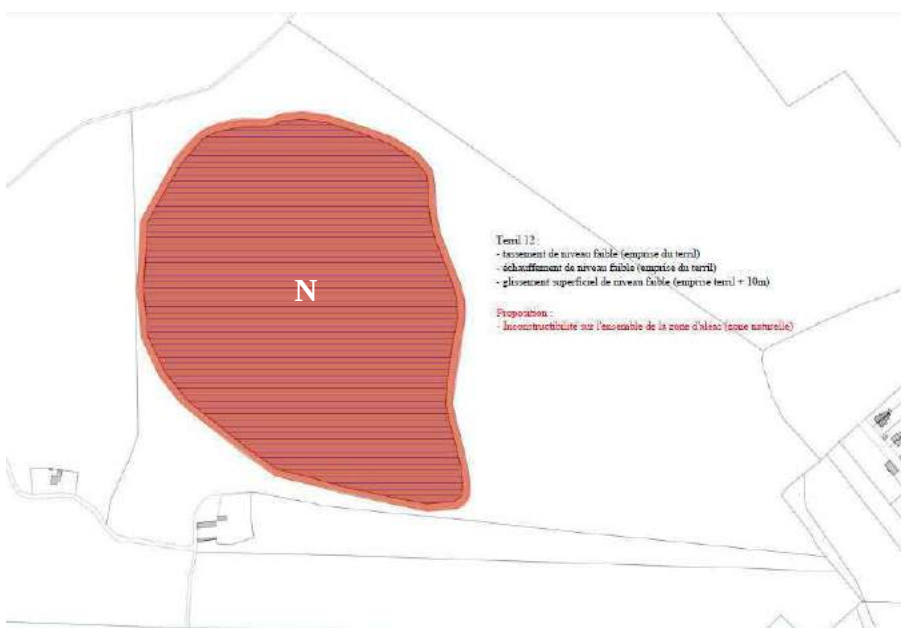 Terril 12 :
- tassement de niveau faible (emprise du terril)
- échauffement de niveau faible (emprise du terril)
- glissement superficiel de niveau faible (emprise terril + 10m)
N
Proposition :
- Inconstructibilité sur l'ensemble de la zone d'aléas (zone naturelle)